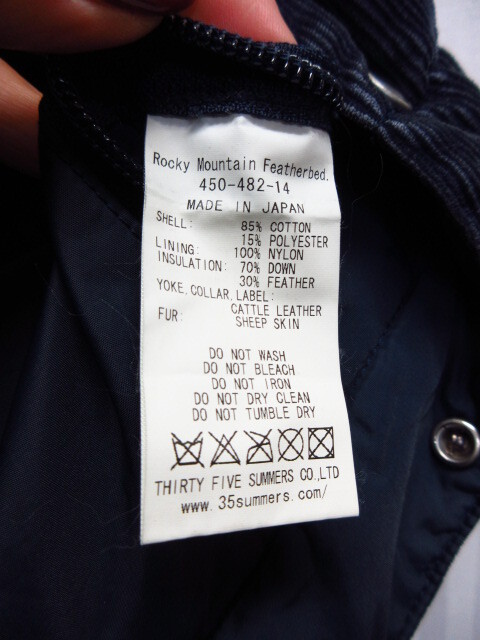 Rocky Mountain Featherbed.
450-482-14
MADE IN JAPAN
SHELL: 85% COTTON
15% POLYESTER
LINING: 100% NYLON
INSULATION: 70% DOWN
30% FEATHER
YOKE, COLLAR, LABEL:
CATTLE LEATHER
FUR: SHEEP SKIN
DO NOT WASH
DO NOT BLEACH
DO NOT IRON
DO NOT DRY CLEAN
DO NOT TUMBLE DRY
THIRTY FIVE SUMMERS CO.,LTD
www.35summers.com/